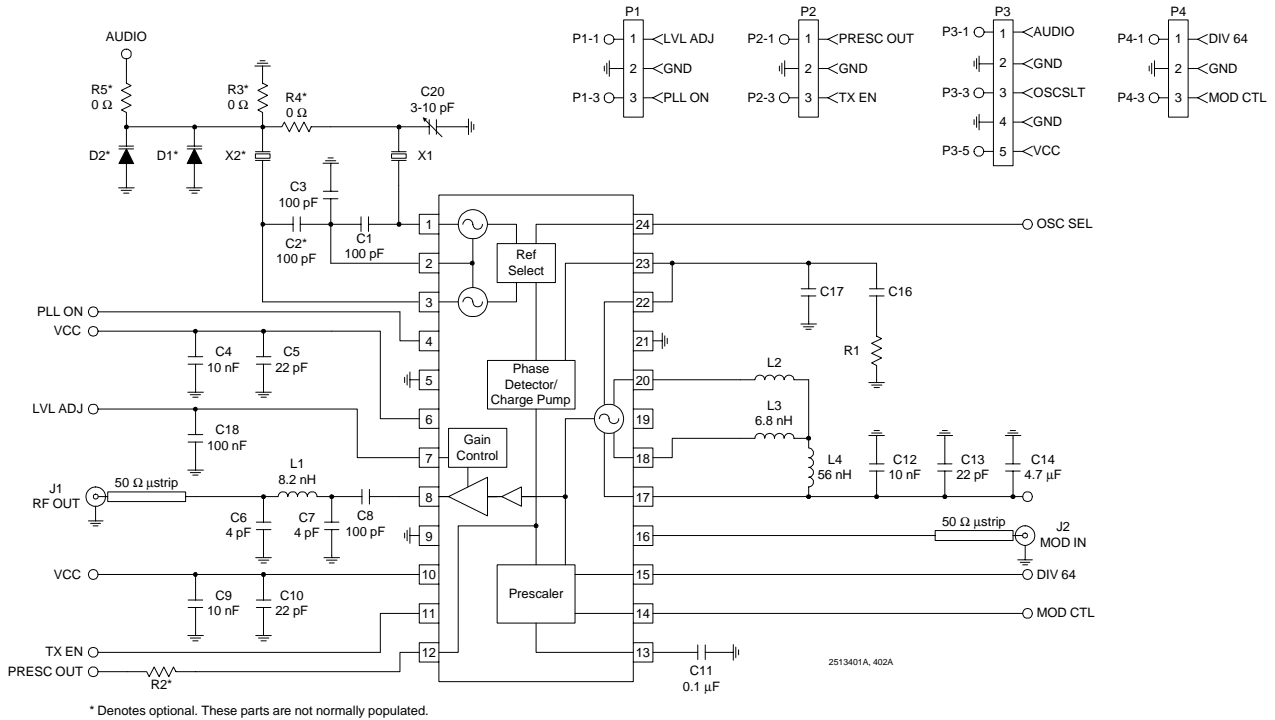 AUDIO
R5*
0 Ω
R3*
0 Ω
R4*
0 Ω
C20
3-10 pF
D2*
D1*
X2*
X1
C3
100 pF
C2*
100 pF
C1
100 pF
P1
P1-1 1 LVL ADJ
2 GND
P1-3 3 PLL ON
P2
P2-1 1 PRESC OUT
2 GND
P2-3 3 TX EN
P3
P3-1 1 AUDIO
2 GND
P3-3 3 OSCSLT
4 GND
P3-5 5 VCC
P4
P4-1 1 DIV 64
2 GND
P4-3 3 MOD CTL
PLL ON
VCC
C4
10 nF
C5
22 pF
LVL ADJ
C18
100 nF
J1
RF OUT
50 Ω μstrip
L1
8.2 nH
C6
4 pF
C7
4 pF
C8
100 pF
VCC
C9
10 nF
C10
22 pF
TX EN
PRESC OUT
R2*
1
2
3
4
5
6
7
8
9
10
11
12
Ref
Select
Phase
Detector/
Charge Pump
Gain
Control
Prescaler
24
23
22
21
20
19
18
17
16
15
14
13
OSC SEL
C17
C16
R1
L2
L3
6.8 nH
L4
56 nH
C12
10 nF
C13
22 pF
C14
4.7 μF
50 Ω μstrip
J2
MOD IN
DIV 64
MOD CTL
C11
0.1 μF
2513401A, 402A
* Denotes optional. These parts are not normally populated.